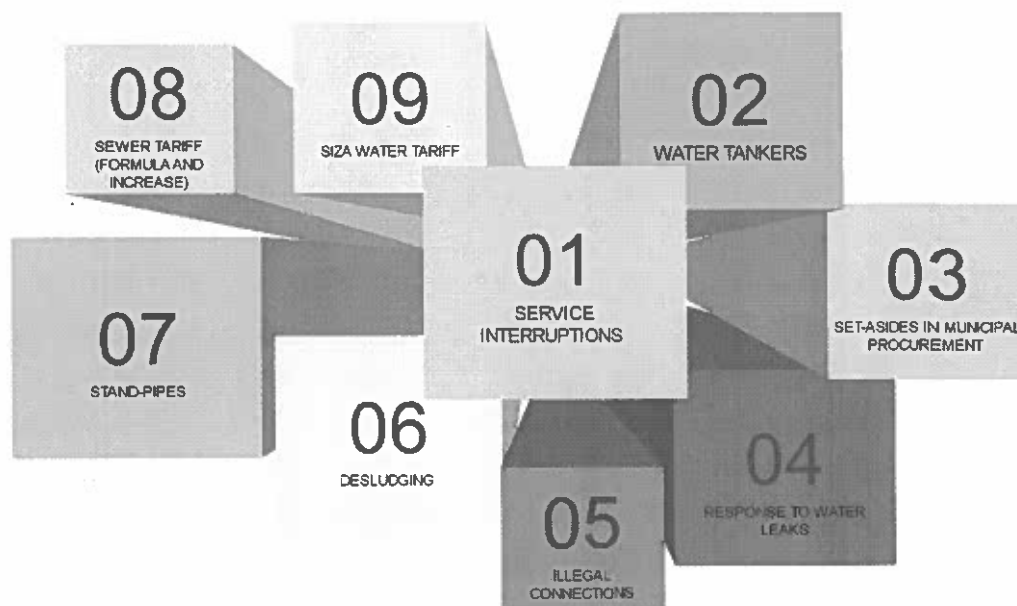 08
SEWER TARIFF
(FORMULA AND
INCREASE)
09
SIZA WATER TARIFF
02
WATER TANKERS
01
SERVICE
INTERRUPTIONS
03
SET-ASIDES IN MUNICIPAL
PROCUREMENT
07
STAND-PIPES
06
DESLUDGING
05
ILLEGAL
CONNECTIONS
04
RESPONSE TO WATER
LEAKS